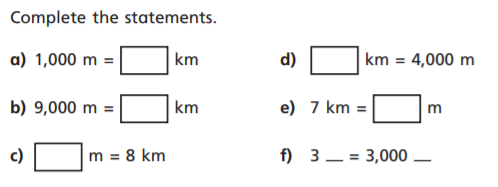 Complete the statements.
a) 1,000 m = km
b) 9,000 m = km
c) m = 8 km
d) km = 4,000 m
e) 7 km = m
f) 3 __ = 3,000 __